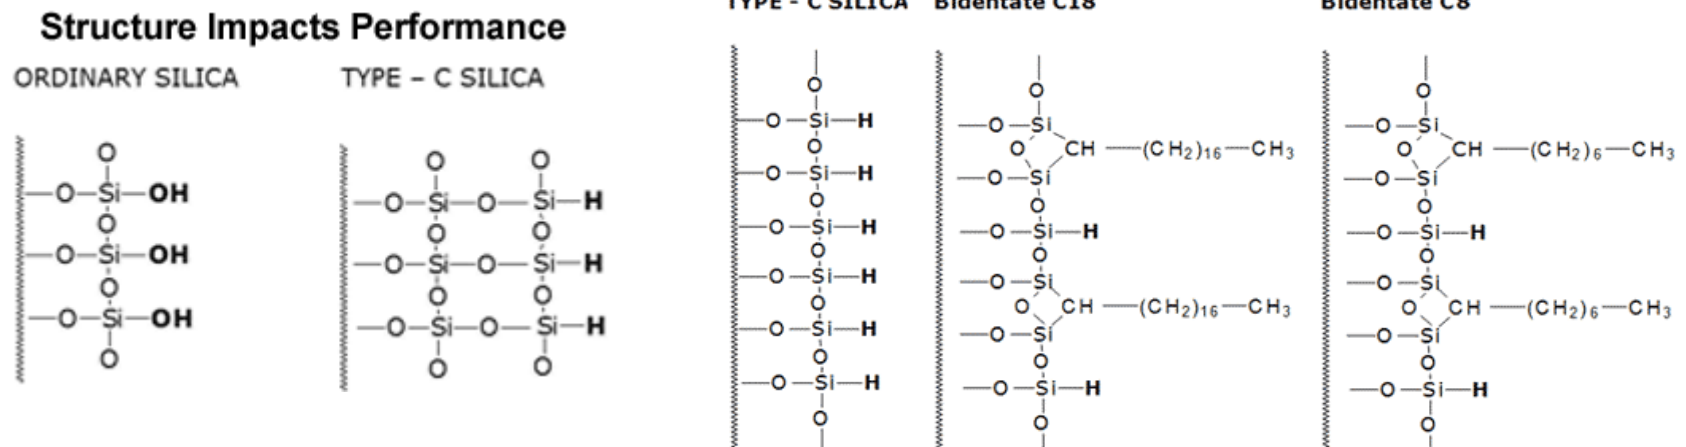 Structure Impacts Performance
ORDINARY SILICA
O
O Si OH
O
O Si OH
O
O Si OH
O
TYPE – C SILICA
O O
O Si O Si H
O O
O Si O Si H
O O
O Si O Si H
O O
TYPE - C SILICA
O
O Si H
O
O Si H
O
O Si H
O
O Si H
O
O Si H
O
O Si H
O
Bidentate C18
O
O Si
O CH (CH₂)₁₆ CH₃
O Si
O
O Si H
O
O Si
O CH (CH₂)₁₆ CH₃
O Si
O
O Si H
O
Bidentate C8
O
O Si
O CH (CH₂)₆ CH₃
O Si
O
O Si H
O
O Si
O CH (CH₂)₆ CH₃
O Si
O
O Si H
O